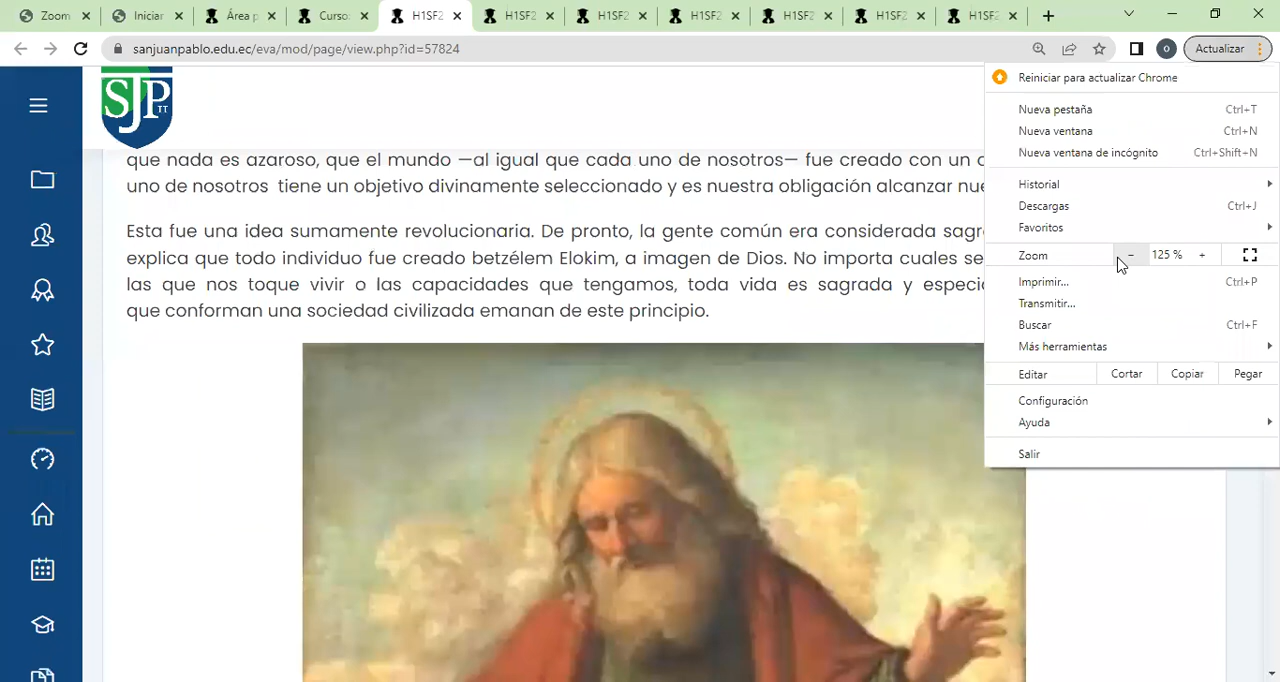 Zoom
Iniciar
Área p
Curso:
H1SF2
H1SF2
H1SF2
H1SF2
H1SF2
H1SF2
H1SF2
sanjuanpablo.edu.ec/eva/mod/page/view.php?id=57824
o
Actualizar
SJP
TT
que nada es azaroso, que el mundo —al igual que cada uno de nosotros— fue creado con un
uno de nosotros tiene un objetivo divinamente seleccionado y es nuestra obligación alcanzar
Esta fue una idea sumamente revolucionaria. De pronto, la gente común era considerada
explica que todo individuo fue creado betzélem Elokim, a imagen de Dios. No importa cuales
las que nos toque vivir o las capacidades que tengamos, toda vida es sagrada y
que conforman una sociedad civilizada emanan de este principio.
Reiniciar para actualizar Chrome
Nueva pestaña Ctrl+T
Nueva ventana Ctrl+N
Nueva ventana de incógnito Ctrl+Shift+N
Historial
Descargas Ctrl+J
Favoritos
Zoom − 125 % +
Imprimir... Ctrl+P
Transmitir...
Buscar Ctrl+F
Más herramientas
Editar Cortar Copiar Pegar
Configuración
Ayuda
Salir